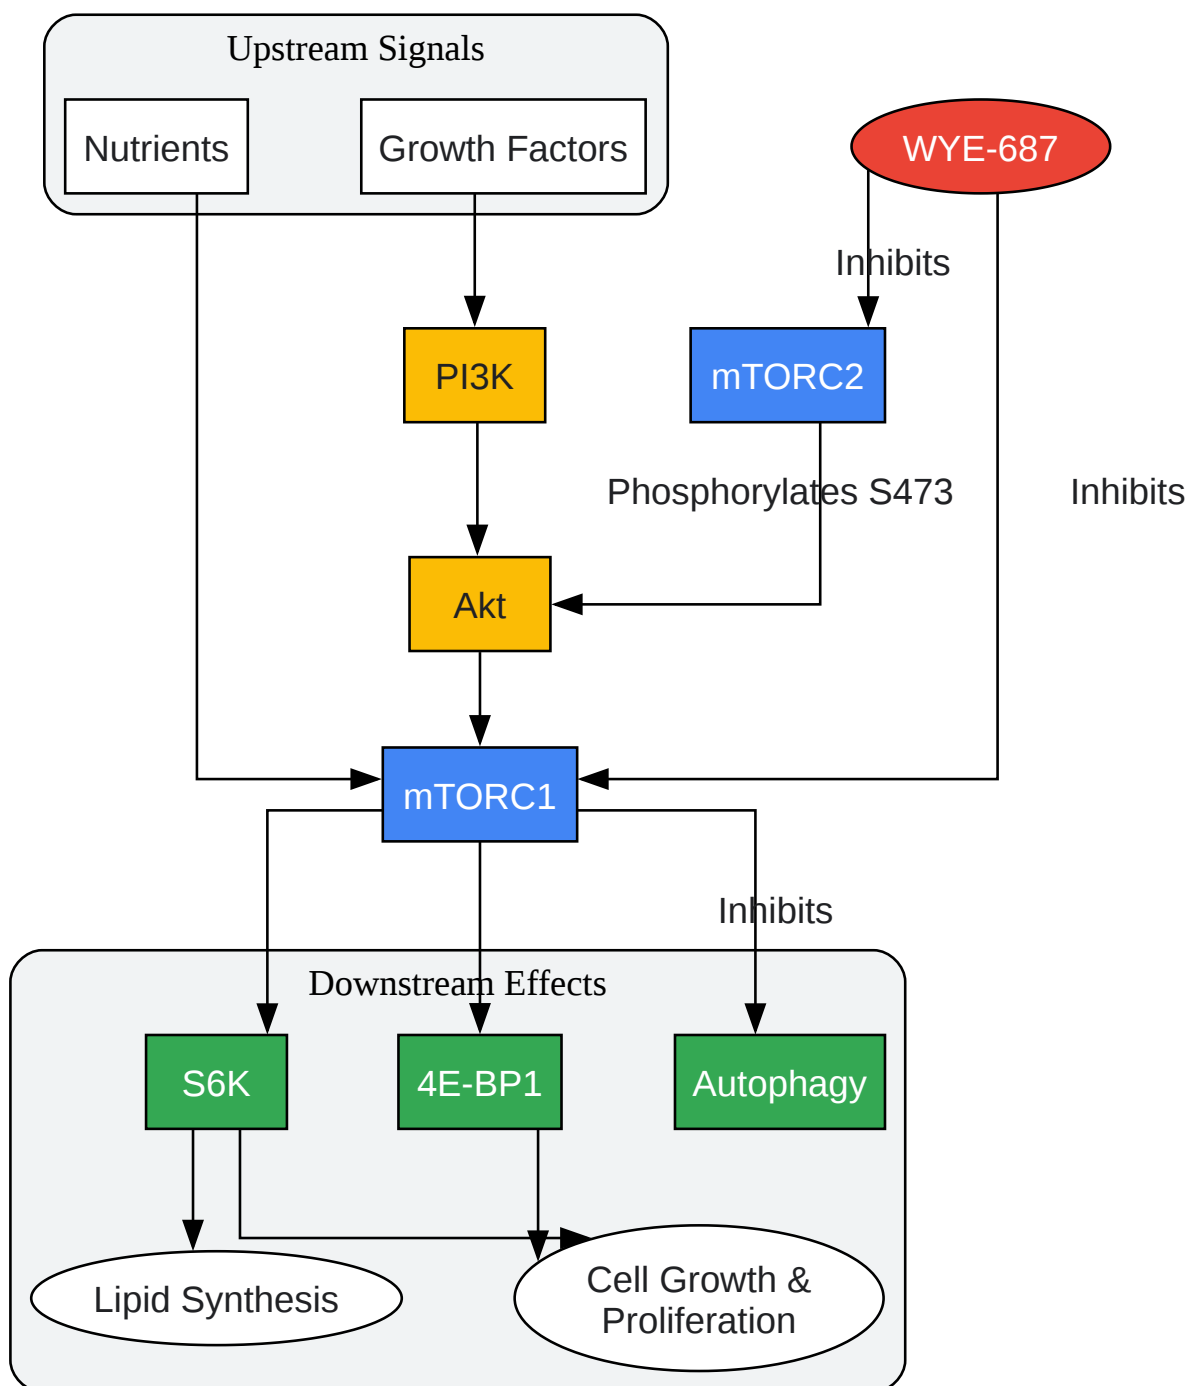 Upstream Signals
Nutrients
Growth Factors
WYE-687
Inhibits
PI3K
mTORC2
Phosphorylates S473
Inhibits
Akt
mTORC1
Inhibits
Downstream Effects
S6K
4E-BP1
Autophagy
Lipid Synthesis
Cell Growth &
Proliferation